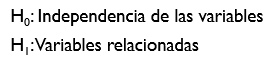 H₀: Independencia de las variables
H₁: Variables relacionadas